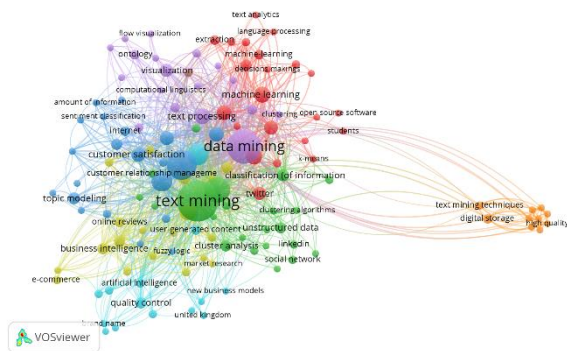 text analytics
flow visualization
language processing
extraction
ontology
machine-learning
visualization
decisions makings
computational linguistics
machine learning
amount of information
sentiment classification
text processing
clustering
open source software
internet
students
data mining
customer satisfaction
k-means
customer relationship manageme
classification (of information)
topic modeling
text mining
twitter
text mining techniques
clustering algorithms
digital storage
high quality
online reviews
user-generated content
unstructured data
business intelligence
fuzzy logic
cluster analysis
linkedin
market research
social network
e-commerce
artificial intelligence
new business models
quality control
united kingdom
brand name
VOSviewer